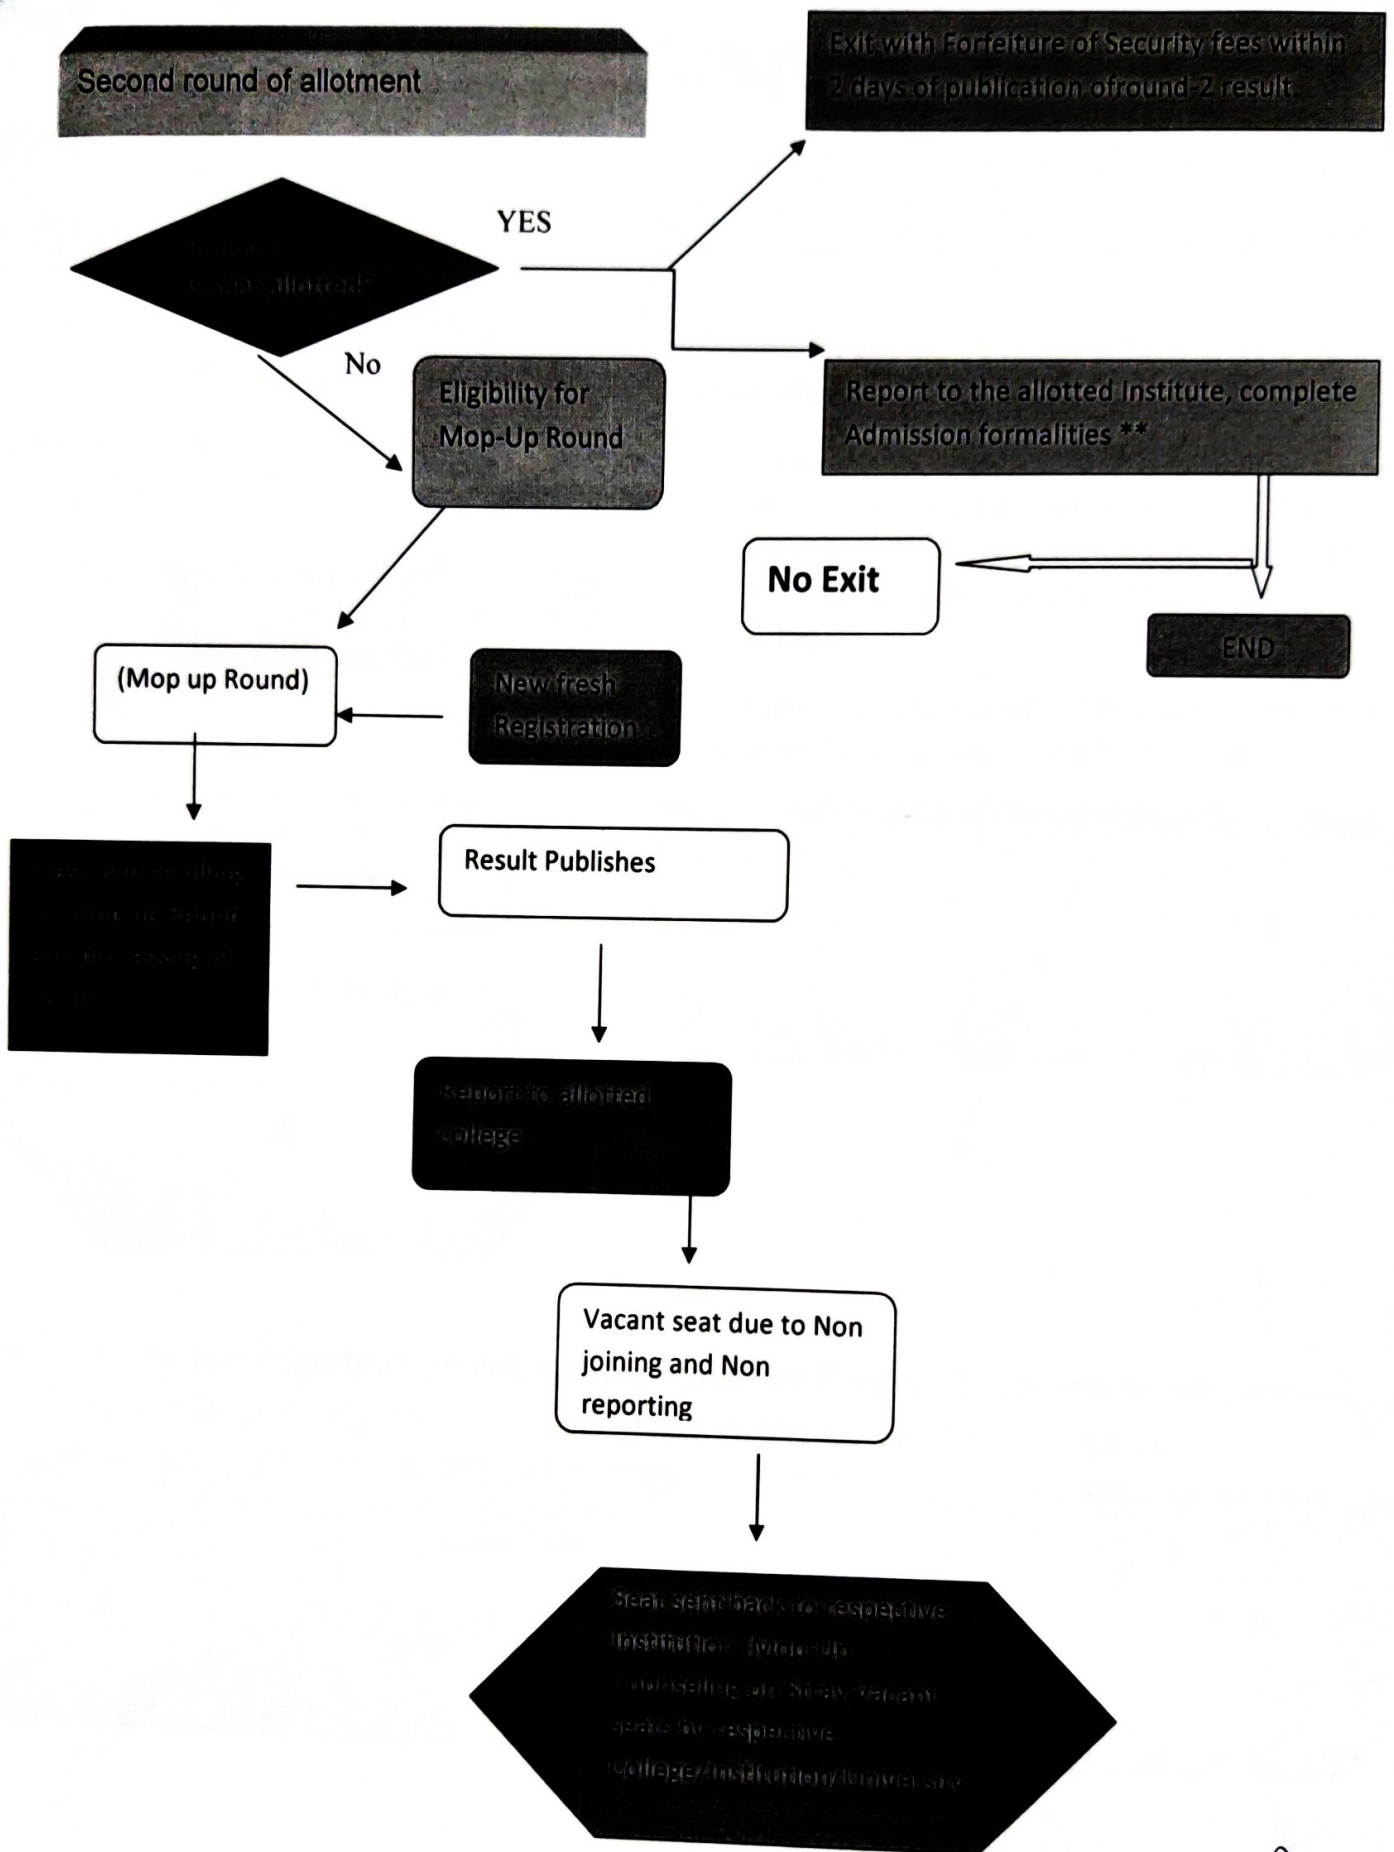 Second round of allotment
Exit with Forfeiture of Security fees within
2 days of publication ofround-2 result.
YES
seat allotted?
No
Eligibility for
Mop-Up Round
Report to the allotted Institute, complete
Admission formalities **
No Exit
END
(Mop up Round)
New fresh
Registration
Result Publishes
Report to allotted
college
Vacant seat due to Non
joining and Non
reporting
Seat sent back to respective
Institution (Mop-Up
Counseling on Stray Vacant
seats by respective
College/Institution/University